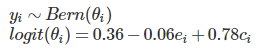 yᵢ ∼ Bern(θᵢ)
logit(θᵢ) = 0.36 − 0.06eᵢ + 0.78cᵢ